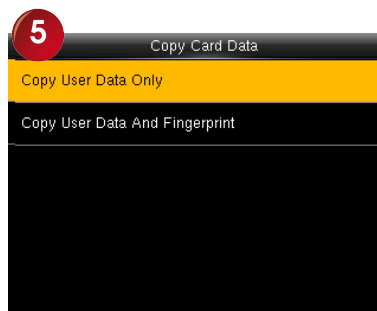 5
Copy Card Data
Copy User Data Only
Copy User Data And Fingerprint